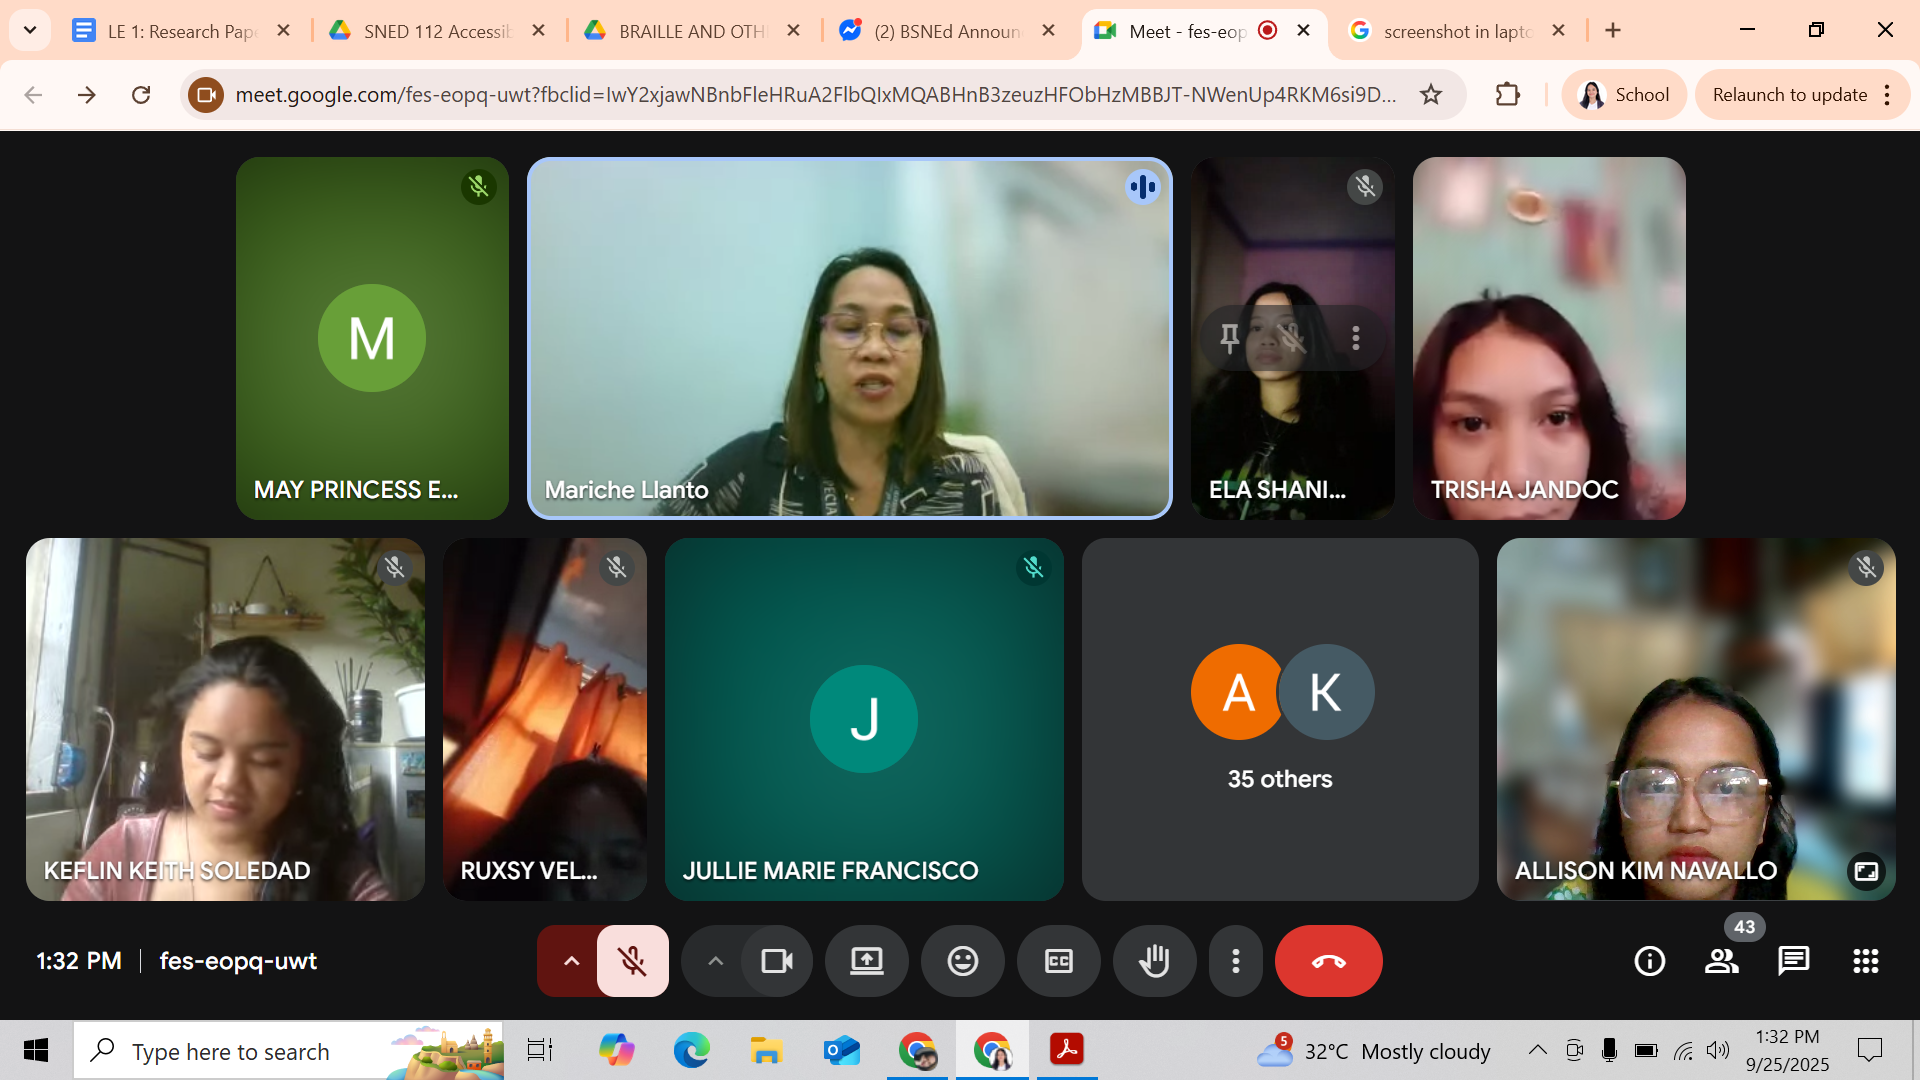 LE 1: Research Pape
SNED 112 Accessib
BRAILLE AND OTH
(2) BSNEd Announ
Meet - fes-eop
screenshot in lapto
meet.google.com/fes-eopq-uwt?fbclid=IwY2xjawNBnbFleHRuA2FlbQIxMQABHnB3zeuzHFObHzMBBJT-NWenUp4RKM6si9D...
School
Relaunch to update
M
MAY PRINCESS E...
Mariche Llanto
ELA SHANI...
TRISHA JANDOC
KEFLIN KEITH SOLEDAD
RUXSY VEL...
J
JULLIE MARIE FRANCISCO
A K
35 others
ALLISON KIM NAVALLO
1:32 PM | fes-eopq-uwt
CC
43
Type here to search
5
32°C Mostly cloudy
1:32 PM
9/25/2025